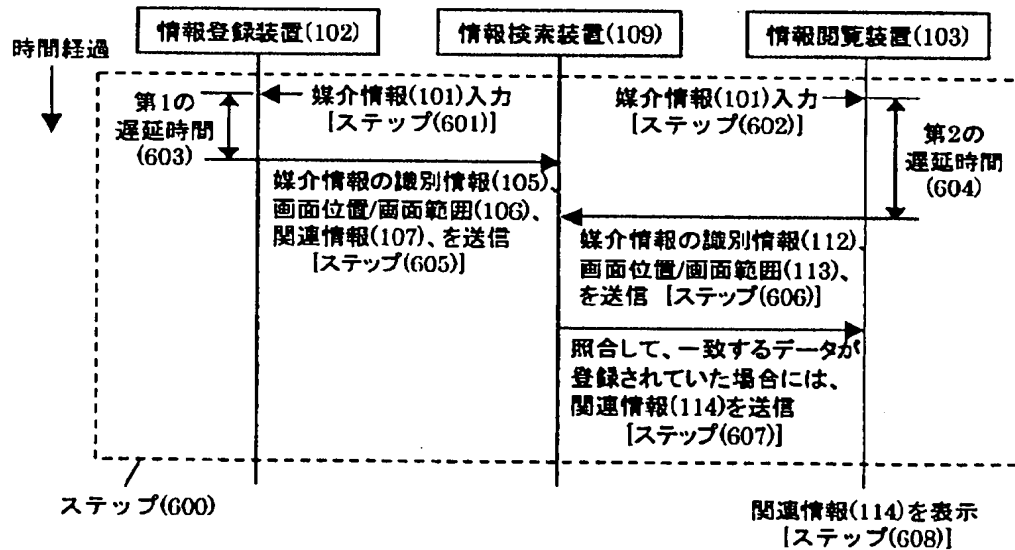 情報登録装置(102)
情報検索装置(109)
情報閲覧装置(103)
時間経過
第1の
遅延時間
(603)
媒介情報(101)入力
[ステップ(601)]
媒介情報(101)入力
[ステップ(602)]
第2の
遅延時間
(604)
媒介情報の識別情報(105)、
画面位置/画面範囲(106)、
関連情報(107)、を送信
[ステップ(605)]
媒介情報の識別情報(112)、
画面位置/画面範囲(113)、
を送信 [ステップ(606)]
照合して、一致するデータが
登録されていた場合には、
関連情報(114)を送信
[ステップ(607)]
ステップ(600)
関連情報(114)を表示
[ステップ(608)]